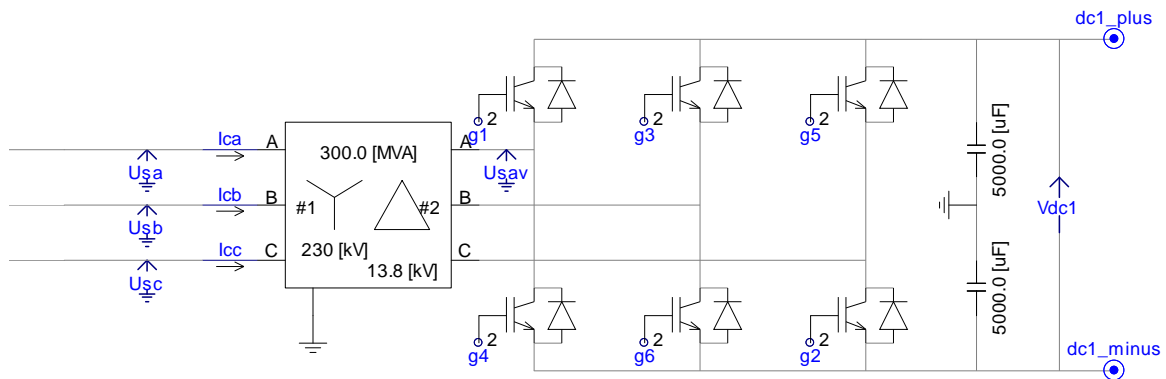 dc1_plus
2
g1
2
g3
2
g5
Ica
A
300.0 [MVA]
A
Usa
Usav
5000.0 [uF]
Icb
B
#1
#2
B
Usb
Vdc1
Icc
C
230 [kV]
13.8 [kV]
C
Usc
5000.0 [uF]
2
g4
2
g6
2
g2
dc1_minus